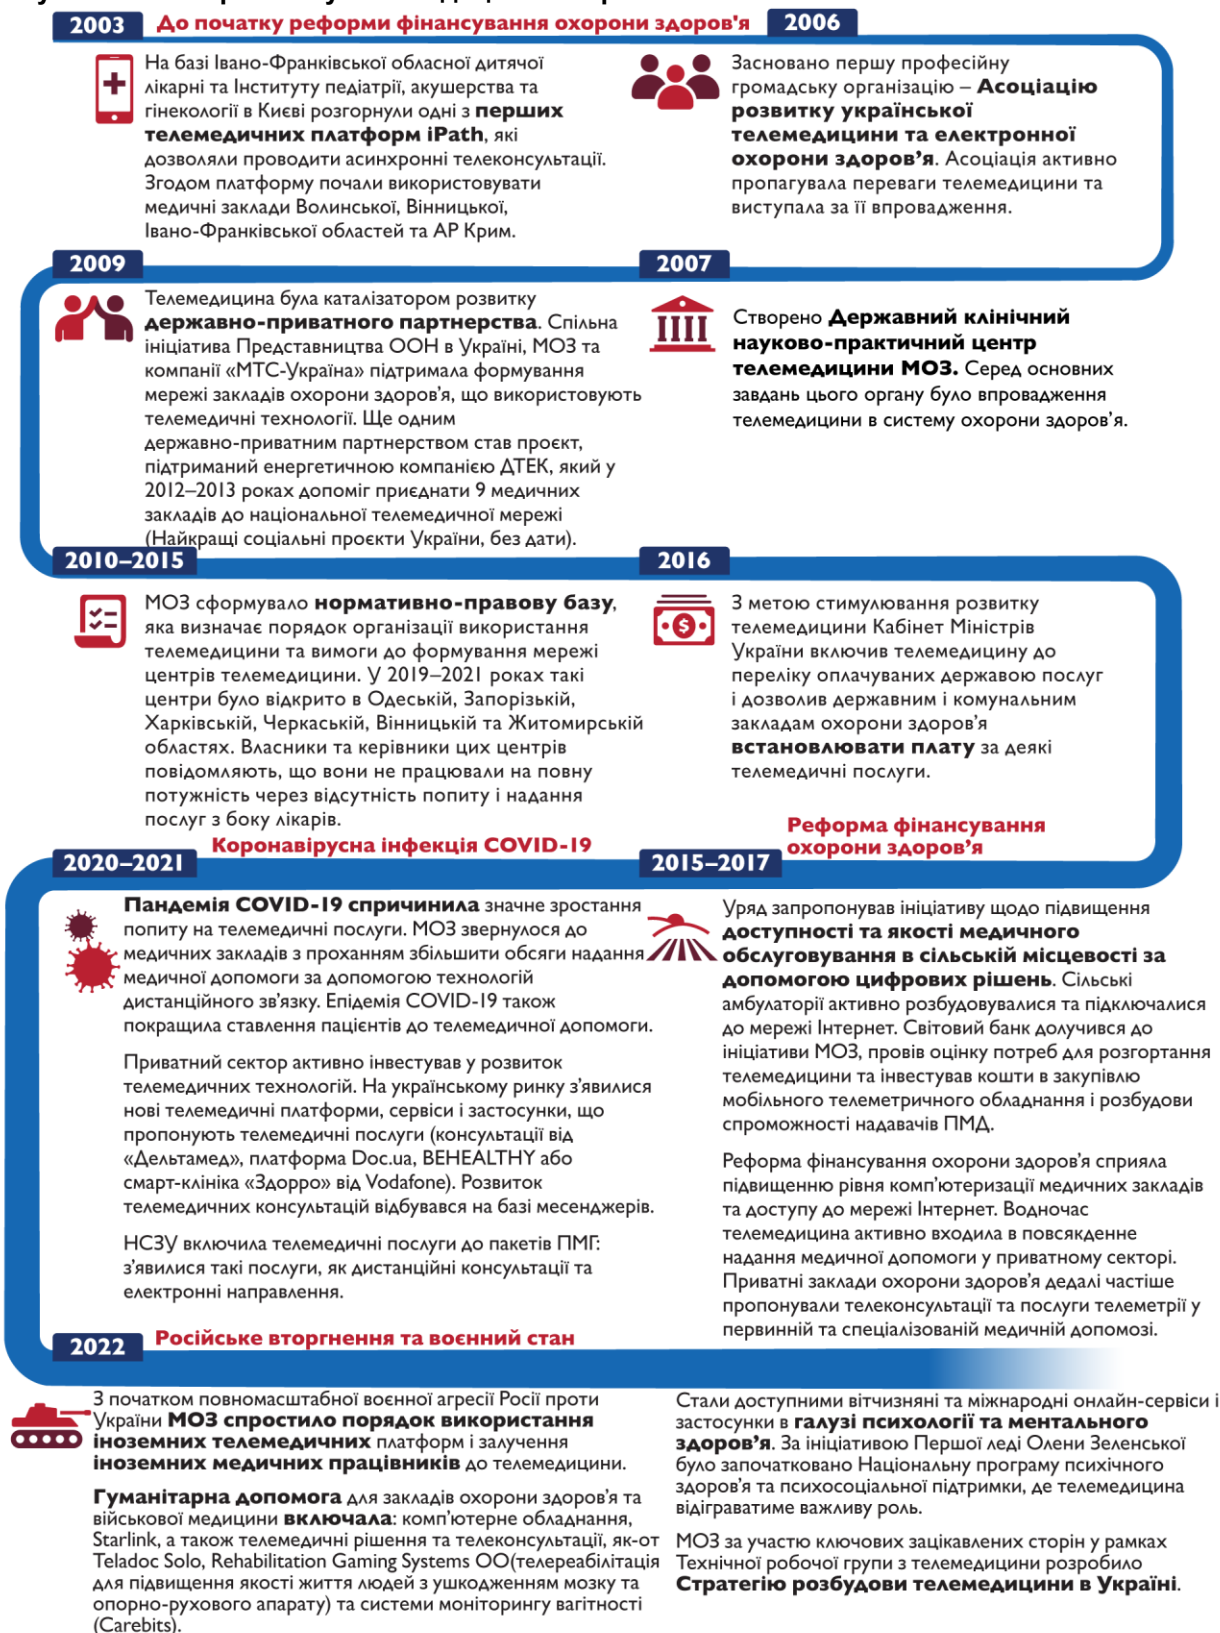 2003
До початку реформи фінансування охорони здоров'я
2006
На базі Івано-Франківської обласної дитячої
лікарні та Інституту педіатрії, акушерства та
гінекології в Києві розгорнули одні з перших
телемедичних платформ iPath, які
дозволяли проводити асинхронні телеконсультації.
Згодом платформу почали використовувати
медичні заклади Волинської, Вінницької,
Івано-Франківської областей та АР Крим.
Засновано першу професійну
громадську організацію – Асоціацію
розвитку української
телемедицини та електронної
охорони здоров’я. Асоціація активно
пропагувала переваги телемедицини та
виступала за її впровадження.
2007
Створено Державний клінічний
науково-практичний центр
телемедицини МОЗ. Серед основних
завдань цього органу було впровадження
телемедицини в систему охорони здоров’я.
2009
Телемедицина була каталізатором розвитку
державно-приватного партнерства. Спільна
ініціатива Представництва ООН в Україні, МОЗ та
компанії «МТС-Україна» підтримала формування
мережі закладів охорони здоров’я, що використовують
телемедичні технології. Ще одним
державно-приватним партнерством став проєкт,
підтриманий енергетичною компанією ДТЕК, який у
2012–2013 роках допоміг приєднати 9 медичних
закладів до національної телемедичної мережі
(Найкращі соціальні проєкти України, без дати).
2010–2015
МОЗ сформувало нормативно-правову базу,
яка визначає порядок організації використання
телемедицини та вимоги до формування мережі
центрів телемедицини. У 2019–2021 роках такі
центри було відкрито в Одеській, Запорізькій,
Харківській, Черкаській, Вінницькій та Житомирській
областях. Власники та керівники цих центрів
повідомляють, що вони не працювали на повну
потужність через відсутність попиту і надання
послуг з боку лікарів.
2016
З метою стимулювання розвитку
телемедицини Кабінет Міністрів
України включив телемедицину до
переліку оплачуваних державою послуг
і дозволив державним і комунальним
закладам охорони здоров’я
встановлювати плату за деякі
телемедичні послуги.
Реформа фінансування
охорони здоров’я
2015–2017
Уряд запропонував ініціативу щодо підвищення
доступності та якості медичного
обслуговування в сільській місцевості за
допомогою цифрових рішень. Сільські
амбулаторії активно розбудовувалися та підключалися
до мережі Інтернет. Світовий банк долучився до
ініціативи МОЗ, провів оцінку потреб для розгортання
телемедицини та інвестував кошти в закупівлю
мобільного телеметричного обладнання і розбудови
спроможності надавачів ПМД.
Реформа фінансування охорони здоров’я сприяла
підвищенню рівня комп’ютеризації медичних закладів
та доступу до мережі Інтернет. Водночас
телемедицина активно входила в повсякденне
надання медичної допомоги у приватному секторі.
Приватні заклади охорони здоров’я дедалі частіше
пропонували телеконсультації та послуги телеметрії у
первинній та спеціалізованій медичній допомозі.
Коронавірусна інфекція COVID-19
2020–2021
Пандемія COVID-19 спричинила значне зростання
попиту на телемедичні послуги. МОЗ звернулося до
медичних закладів з проханням збільшити обсяги надання
медичної допомоги за допомогою технологій
дистанційного зв’язку. Епідемія COVID-19 також
покращила ставлення пацієнтів до телемедичної допомоги.
Приватний сектор активно інвестував у розвиток
телемедичних технологій. На українському ринку з’явилися
нові телемедичні платформи, сервіси і застосунки, що
пропонують телемедичні послуги (консультації від
«Дельтамед», платформа Doc.ua, BEHEALTHY або
смарт-клініка «Здорро» від Vodafone). Розвиток
телемедичних консультацій відбувався на базі месенджерів.
НСЗУ включила телемедичні послуги до пакетів ПМГ:
з’явилися такі послуги, як дистанційні консультації та
електронні направлення.
Російське вторгнення та воєнний стан
2022
З початком повномасштабної воєнної агресії Росії проти
України МОЗ спростило порядок використання
іноземних телемедичних платформ і залучення
іноземних медичних працівників до телемедицини.
Гуманітарна допомога для закладів охорони здоров’я та
військової медицини включала: комп’ютерне обладнання,
Starlink, а також телемедичні рішення та телеконсультації, як-от
Teladoc Solo, Rehabilitation Gaming Systems OO(телереабілітація
для підвищення якості життя людей з ушкодженням мозку та
опорно-рухового апарату) та системи моніторингу вагітності
(Carebits).
Стали доступними вітчизняні та міжнародні онлайн-сервіси і
застосунки в галузі психології та ментального
здоров’я. За ініціативою Першої леді Олени Зеленської
було започатковано Національну програму психічного
здоров’я та психосоціальної підтримки, де телемедицина
відіграватиме важливу роль.
МОЗ за участю ключових зацікавлених сторін у рамках
Технічної робочої групи з телемедицини розробило
Стратегію розбудови телемедицини в Україні.